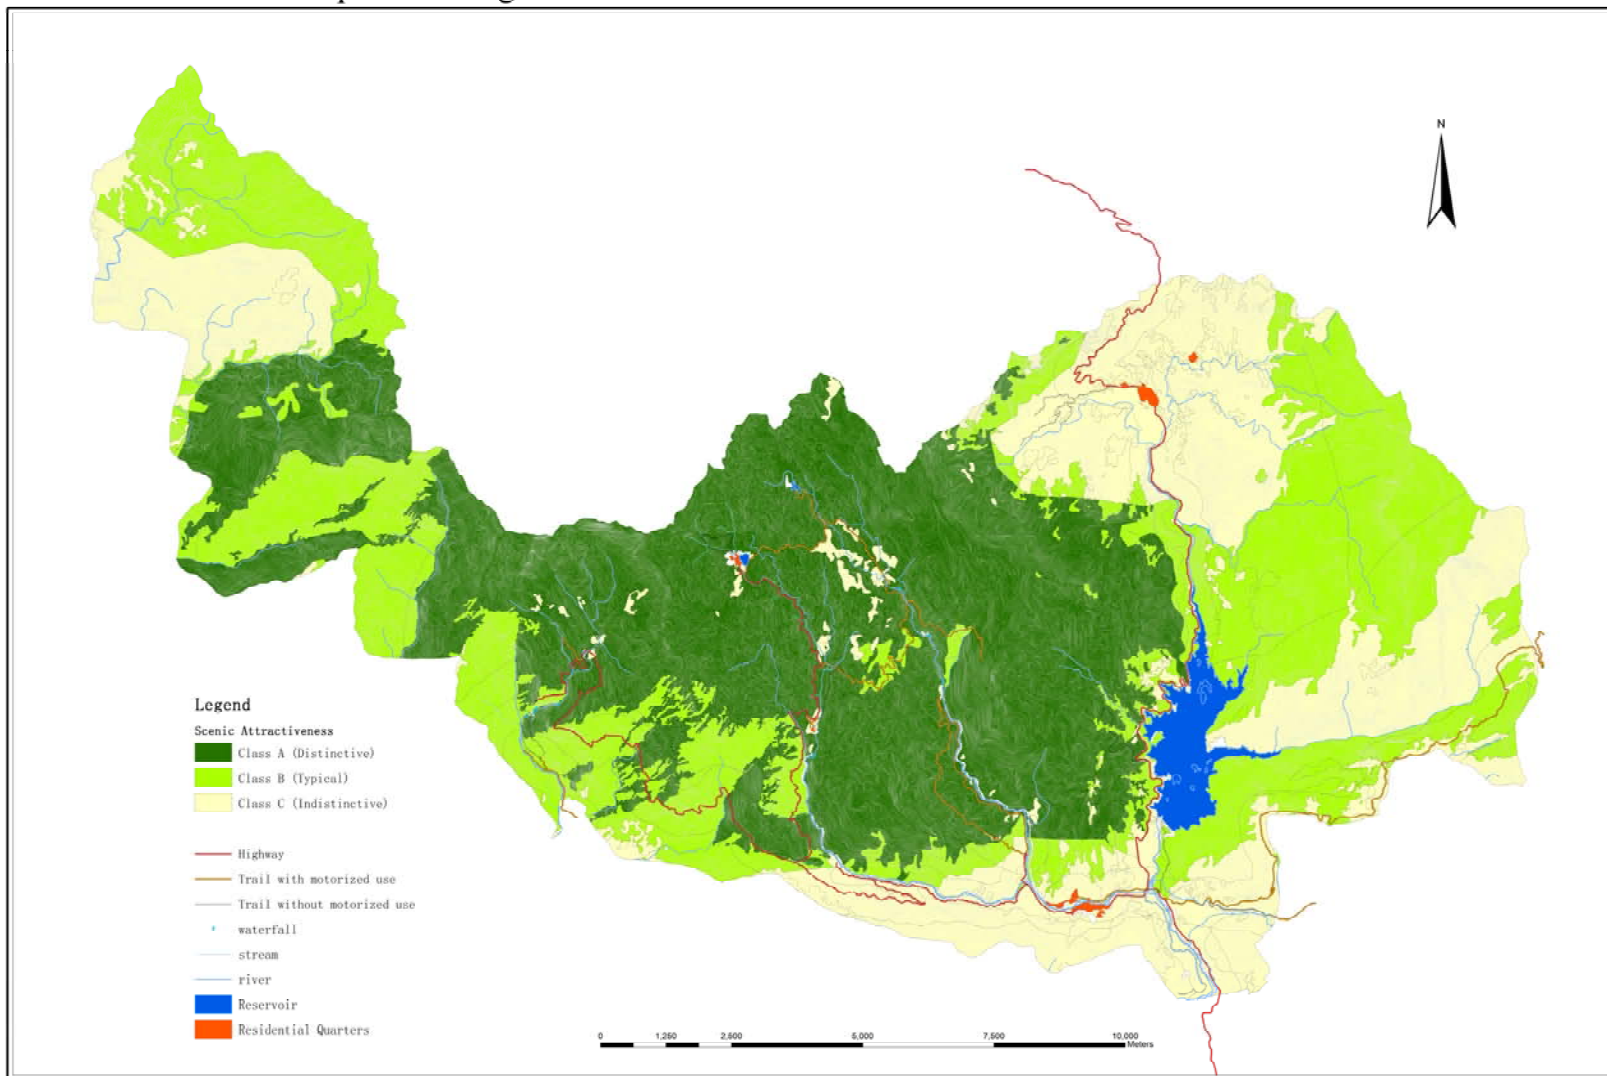 N
Legend
Scenic Attractiveness
Class A (Distinctive)
Class B (Typical)
Class C (Indistinctive)
Highway
Trail with motorized use
Trail without motorized use
waterfall
stream
river
Reservoir
Residential Quarters
0 1,250 2,500 5,000 7,500 10,000
Meters